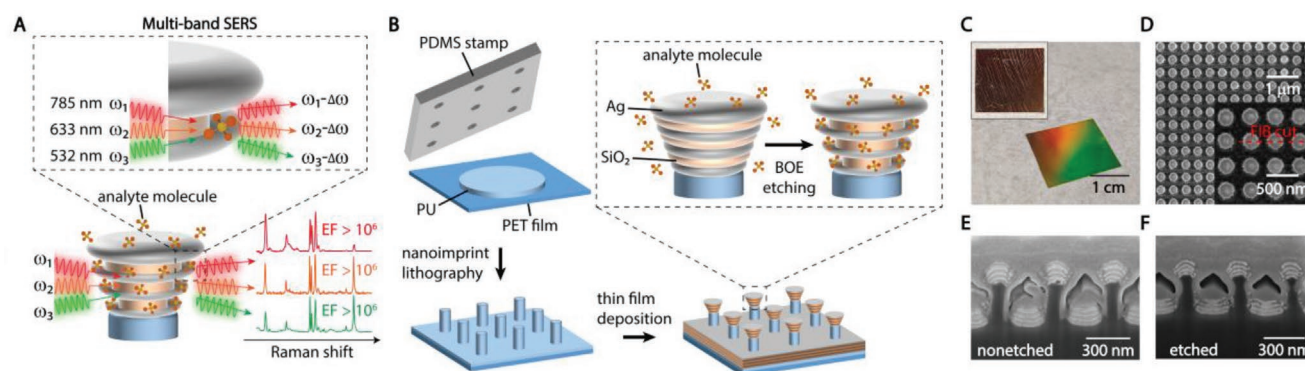 A
Multi-band SERS
785 nm ω₁
ω₁-Δω
633 nm ω₂
ω₂-Δω
532 nm ω₃
ω₃-Δω
analyte molecule
ω₁
ω₂
ω₃
EF > 10⁶
EF > 10⁶
EF > 10⁶
Raman shift
B
PDMS stamp
PU
PET film
nanoimprint
lithography
thin film
deposition
analyte molecule
Ag
SiO₂
BOE
etching
C
1 cm
D
1 μm
FIB cut
500 nm
E
nonetched
300 nm
F
etched
300 nm